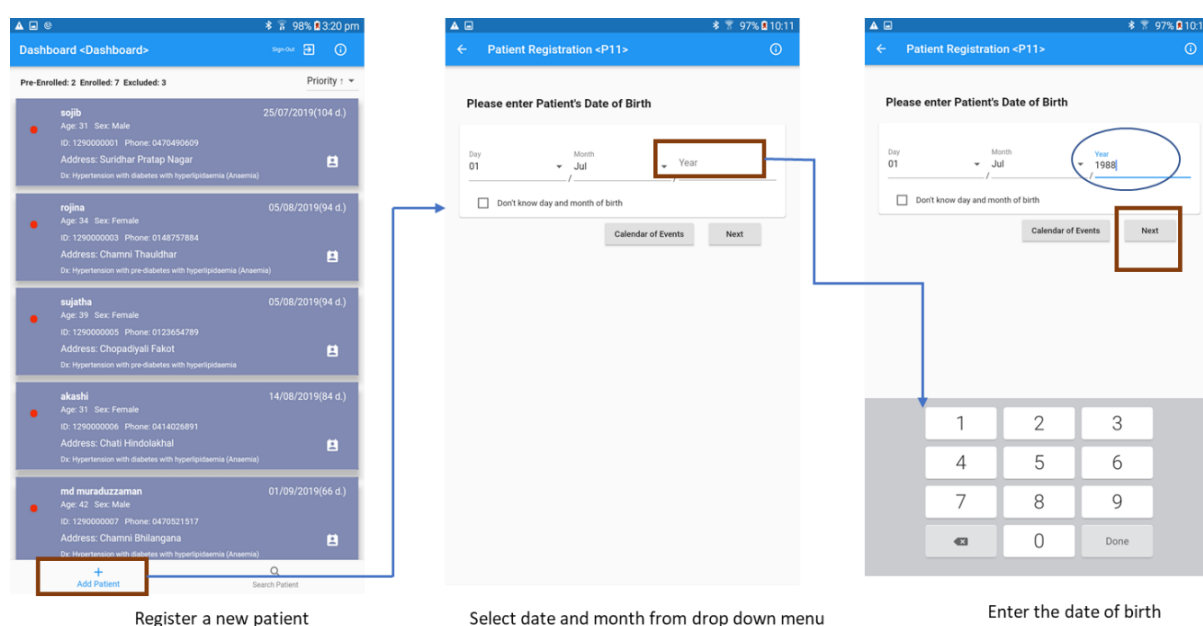 98% 3:20 pm
Dashboard <Dashboard>
Sign Out
Pre-Enrolled: 2 Enrolled: 7 Excluded: 3
Priority ↑
sojib 25/07/2019(104 d.)
Age: 31 Sex: Male
ID: 1290000001 Phone: 0470490609
Address: Suridhar Pratap Nagar
Dx: Hypertension with diabetes with hyperlipidaemia (Anaemia)
rojina 05/08/2019(94 d.)
Age: 34 Sex: Female
ID: 1290000003 Phone: 0148757884
Address: Chamni Thauldhar
Dx: Hypertension with pre-diabetes with hyperlipidaemia (Anaemia)
sujatha 05/08/2019(94 d.)
Age: 39 Sex: Female
ID: 1290000005 Phone: 0123654789
Address: Chopadiyali Fakot
Dx: Hypertension with pre-diabetes with hyperlipidaemia
akashi 14/08/2019(84 d.)
Age: 31 Sex: Female
ID: 1290000006 Phone: 0414026891
Address: Chati Hindolakhal
Dx: Hypertension with diabetes with hyperlipidaemia (Anaemia)
md muraduzzaman 01/09/2019(66 d.)
Age: 42 Sex: Male
ID: 1290000007 Phone: 0470521517
Address: Chamni Bhilangana
Dx: Hypertension with diabetes with hyperlipidaemia (Anaemia)
+
Add Patient
Search Patient
Register a new patient
97% 10:11
Patient Registration <P11>
Please enter Patient's Date of Birth
Day Month
01 / Jul / Year
Don't know day and month of birth
Calendar of Events Next
Select date and month from drop down menu
97% 10:1
Patient Registration <P11>
Please enter Patient's Date of Birth
Day Month Year
01 / Jul / 1988
Don't know day and month of birth
Calendar of Events Next
1 2 3
4 5 6
7 8 9
0 Done
Enter the date of birth